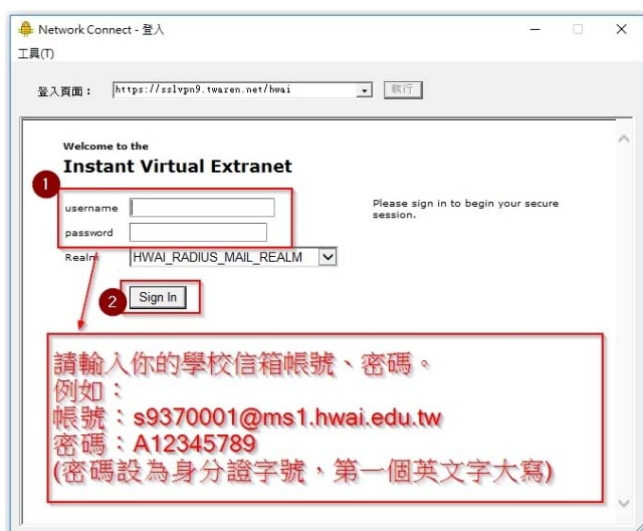 Network Connect - 登入
工具(T)
登入頁面： https://sslvpn9.twaren.net/hwai 執行
Welcome to the
Instant Virtual Extranet
1
username
Please sign in to begin your secure session.
password
Realm HWAI_RADIUS_MAIL_REALM
2 Sign In
請輸入你的學校信箱帳號、密碼。
例如：
帳號：s9370001@ms1.hwai.edu.tw
密碼：A12345789
(密碼設為身分證字號，第一個英文字大寫)